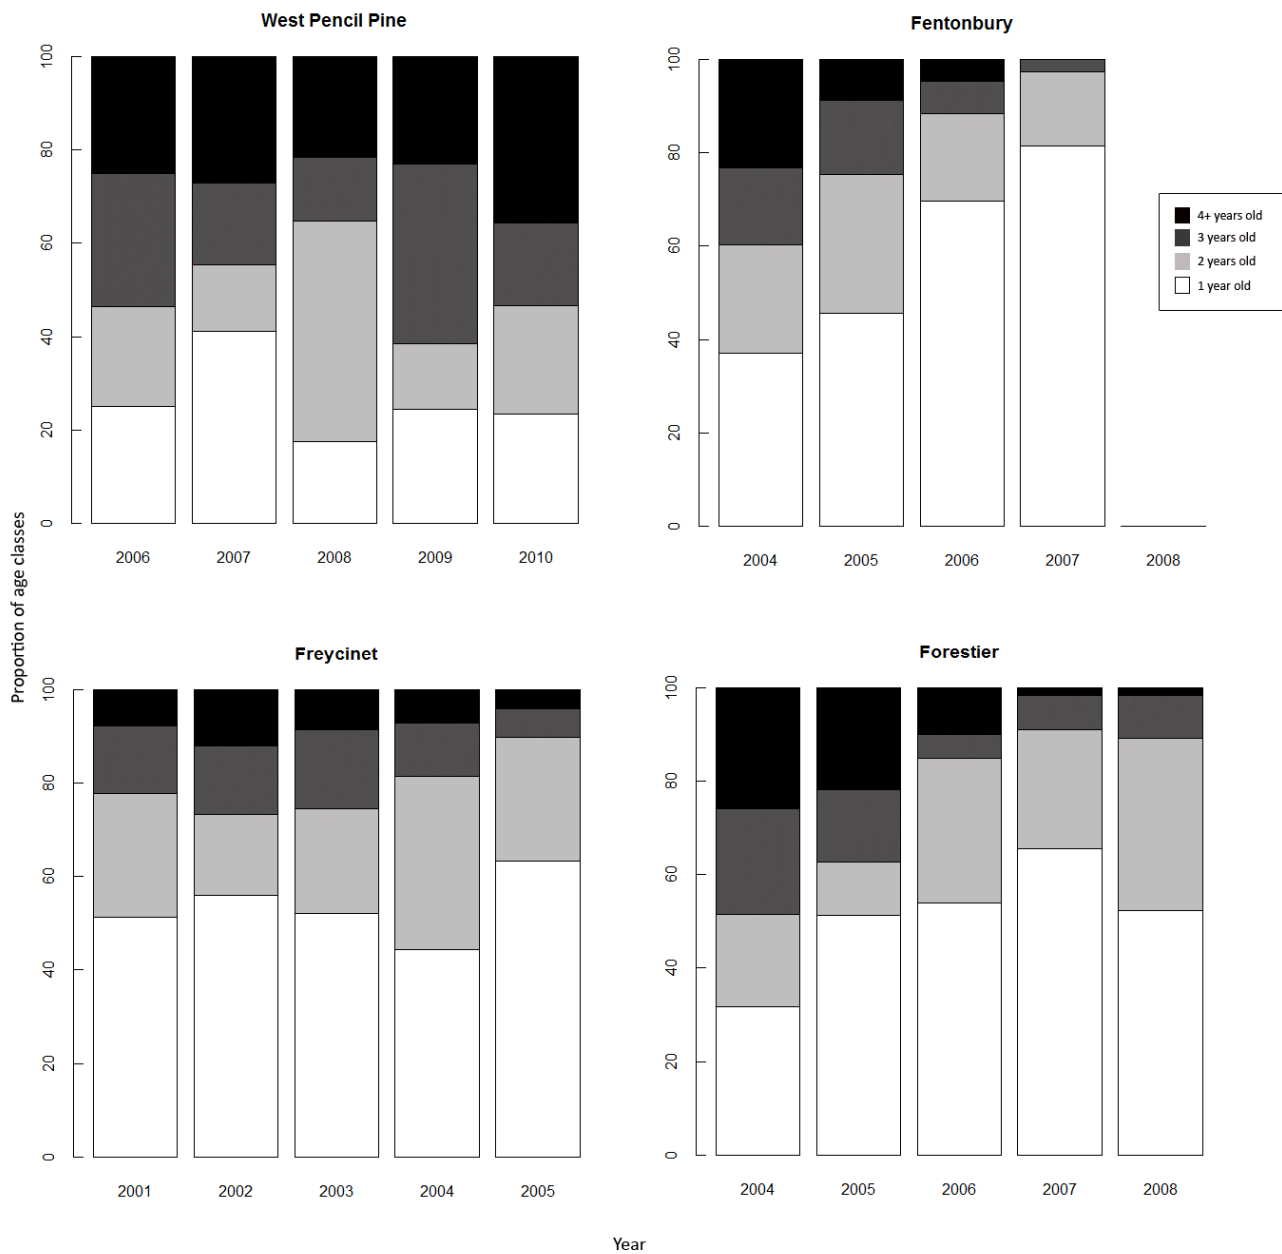 West Pencil Pine
100
80
60
40
20
0
2006 2007 2008 2009 2010
Fentonbury
100
80
60
40
20
0
2004 2005 2006 2007 2008
4+ years old
3 years old
2 years old
1 year old
Proportion of age classes
Freycinet
100
80
60
40
20
0
2001 2002 2003 2004 2005
Forestier
100
80
60
40
20
0
2004 2005 2006 2007 2008
Year